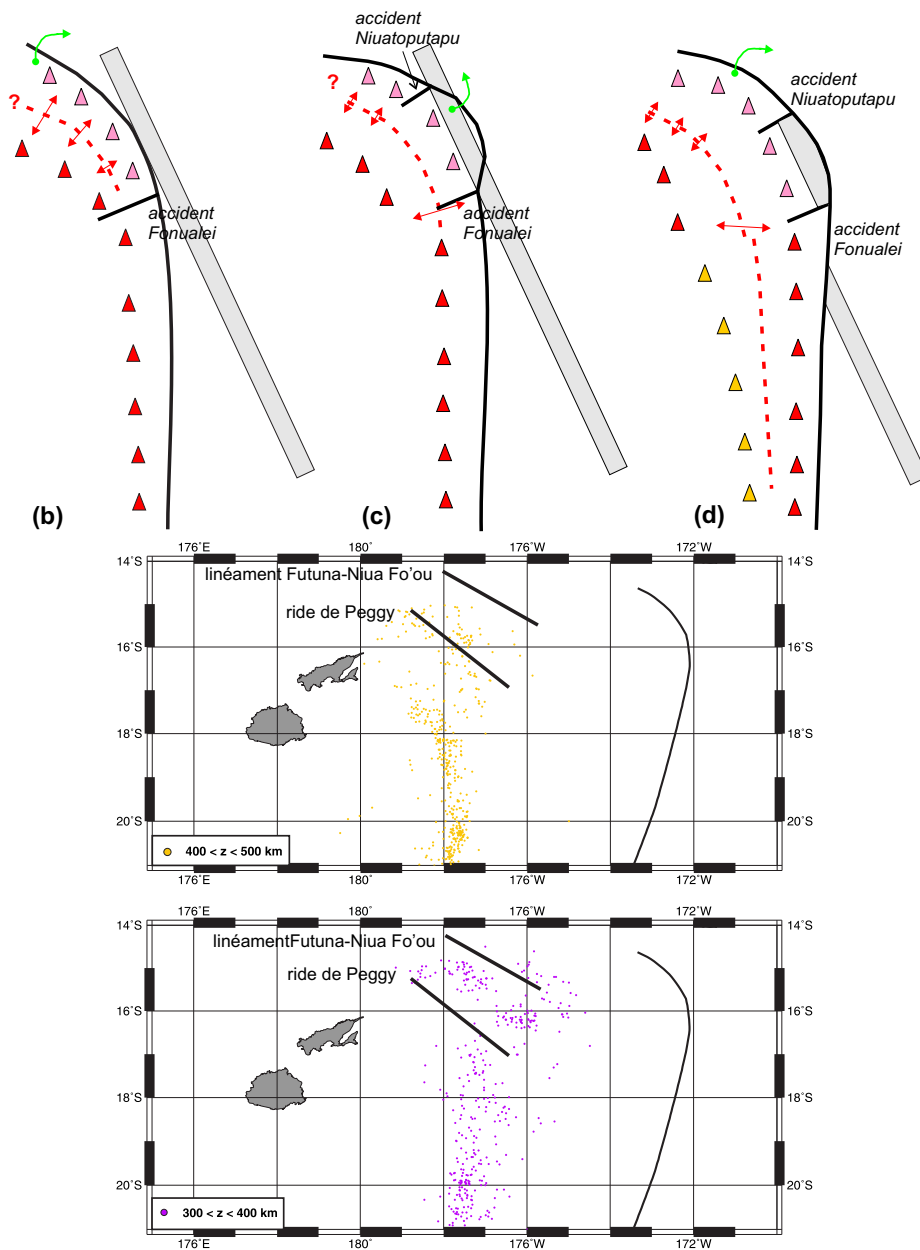 accident
Niuatoputapu
?
accident
Fonualei
(b)
?
accident
Fonualei
(c)
accident
Niuatoputapu
accident
Fonualei
(d)
176°E 180° 176°W 172°W
14°S 14°S
linéament Futuna-Niua Fo'ou
ride de Peggy
16°S 16°S
18°S 18°S
20°S 20°S
400 < z < 500 km
176°E 180° 176°W 172°W
176°E 180° 176°W 172°W
14°S 14°S
linéamentFutuna-Niua Fo'ou
ride de Peggy
16°S 16°S
18°S 18°S
20°S 20°S
300 < z < 400 km
176°E 180° 176°W 172°W